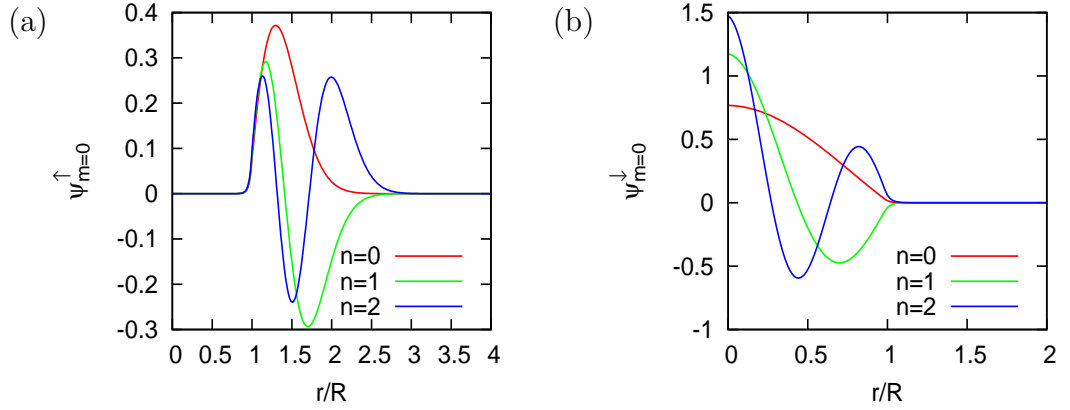 (a)
0.4
0.3
0.2
0.1
0
-0.1
-0.2
-0.3
ψ↑m=0
n=0
n=1
n=2
0 0.5 1 1.5 2 2.5 3 3.5 4
r/R
(b)
1.5
1
0.5
0
-0.5
-1
ψ↓m=0
n=0
n=1
n=2
0 0.5 1 1.5 2
r/R